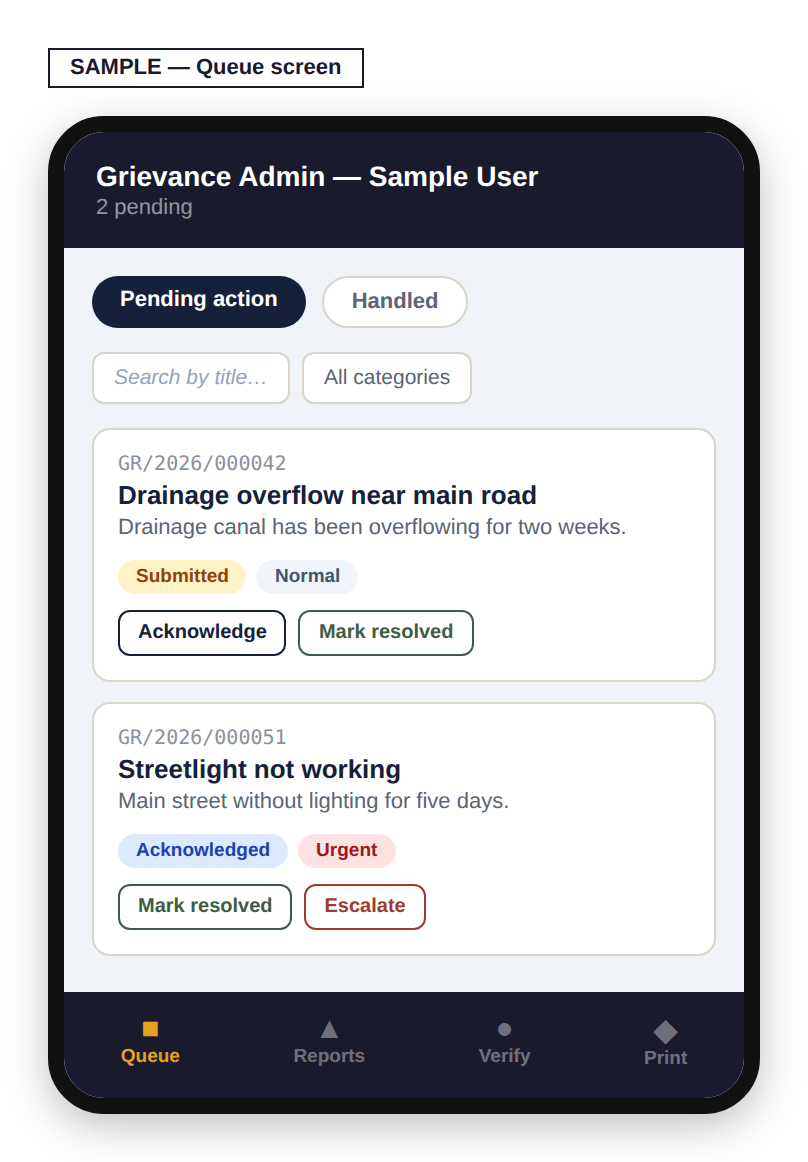 SAMPLE — Queue screen
Grievance Admin — Sample User
2 pending
Pending action Handled
Search by title… All categories
GR/2026/000042
Drainage overflow near main road
Drainage canal has been overflowing for two weeks.
Submitted Normal
Acknowledge Mark resolved
GR/2026/000051
Streetlight not working
Main street without lighting for five days.
Acknowledged Urgent
Mark resolved Escalate
Queue Reports Verify Print